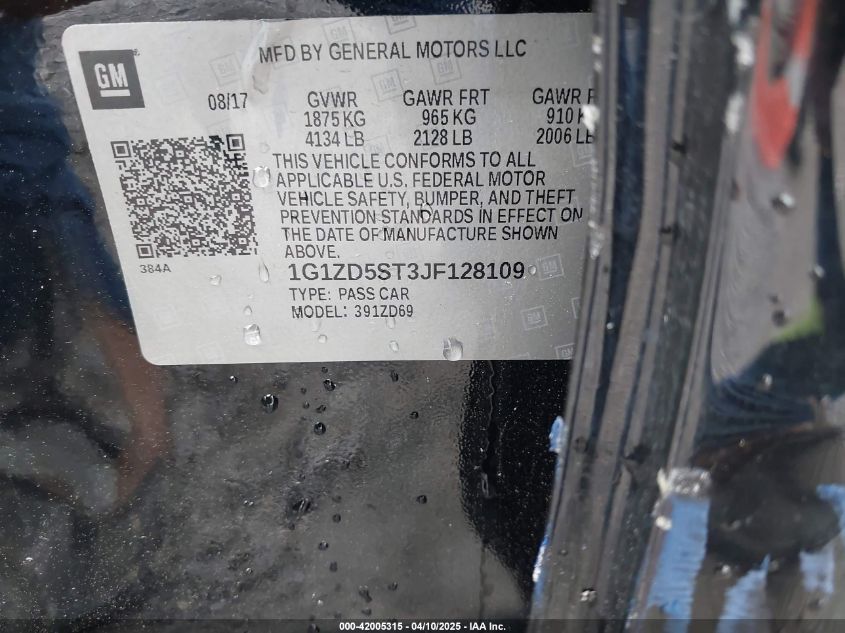 GM
MFD BY GENERAL MOTORS LLC
08/17 GVWR GAWR FRT GAWR
1875 KG 965 KG 910
4134 LB 2128 LB 2006 LB
THIS VEHICLE CONFORMS TO ALL
APPLICABLE U.S. FEDERAL MOTOR
VEHICLE SAFETY, BUMPER, AND THEFT
PREVENTION STANDARDS IN EFFECT ON
THE DATE OF MANUFACTURE SHOWN
ABOVE.
384A
1G1ZD5ST3JF128109
TYPE: PASS CAR
MODEL: 391ZD69
000-42005315 - 04/10/2025 - IAA Inc.